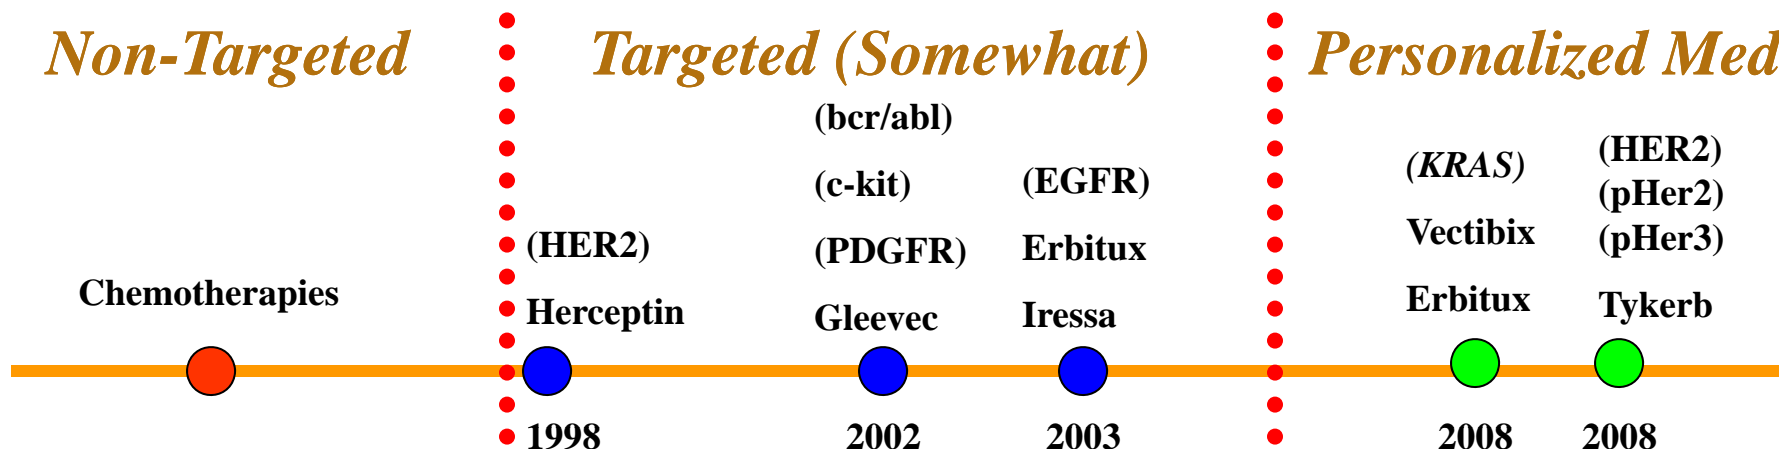 Non-Targeted
Targeted (Somewhat)
Personalized Med
Chemotherapies
(HER2)
Herceptin
1998
(bcr/abl)
(c-kit)
(PDGFR)
Gleevec
2002
(EGFR)
Erbitux
Iressa
2003
(KRAS)
Vectibix
Erbitux
2008
(HER2)
(pHer2)
(pHer3)
Tykerb
2008